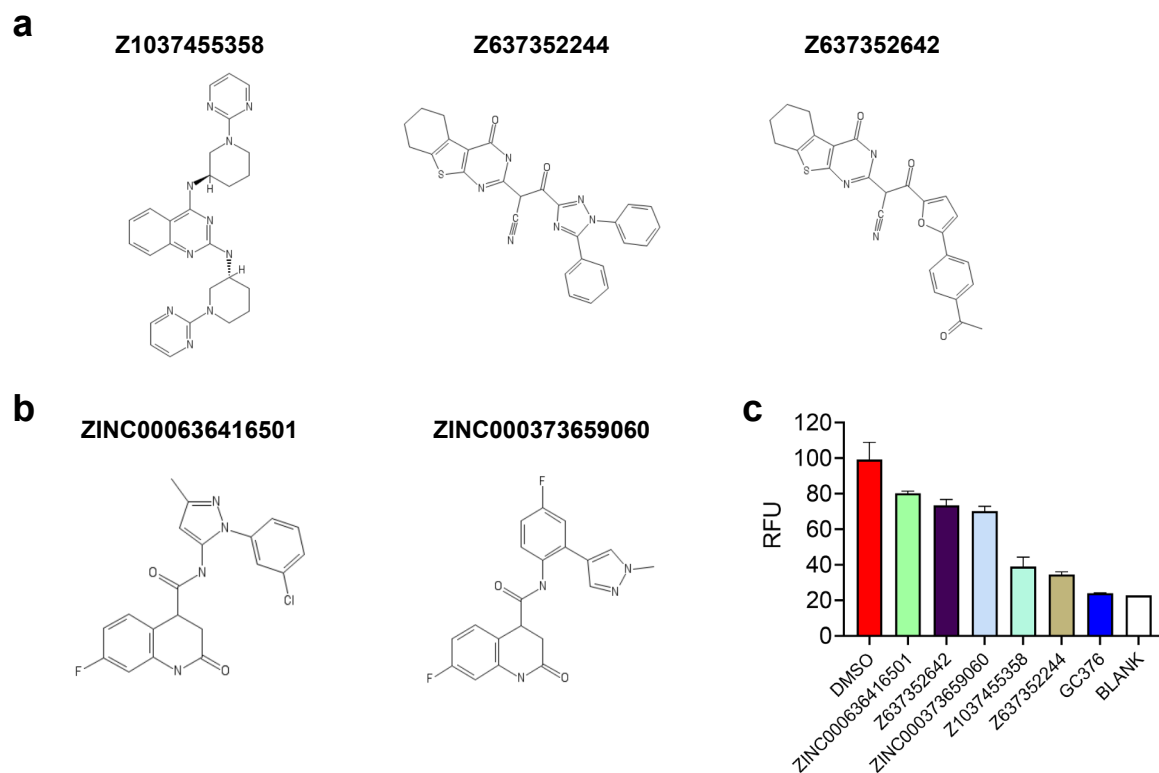 a
Z1037455358
Z637352244
Z637352642
N
N
N
N
H
N
N
N
H
N
N
N
N
O
N
S
N
O
N
C
N
N
N
O
N
S
N
O
O
C
N
O
b
ZINC000636416501
ZINC000373659060
N
N
O
N
Cl
F
N
O
F
O
N
N
N
F
N
O
c
RFU
120
100
80
60
40
20
0
DMSO
ZINC000636416501
Z637352642
ZINC000373659060
Z1037455358
Z637352244
GC376
BLANK